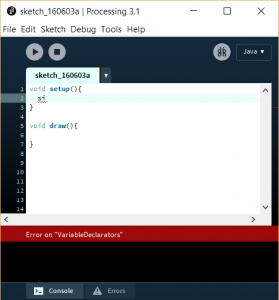 sketch_160603a | Processing 3.1
File Edit Sketch Debug Tools Help
Java
sketch_160603a
1 void setup(){
2 si
3 }
4
5 void draw(){
6
7 }
8
9
10
11
12
13
14
Error on "VariableDeclarators"
Console Errors